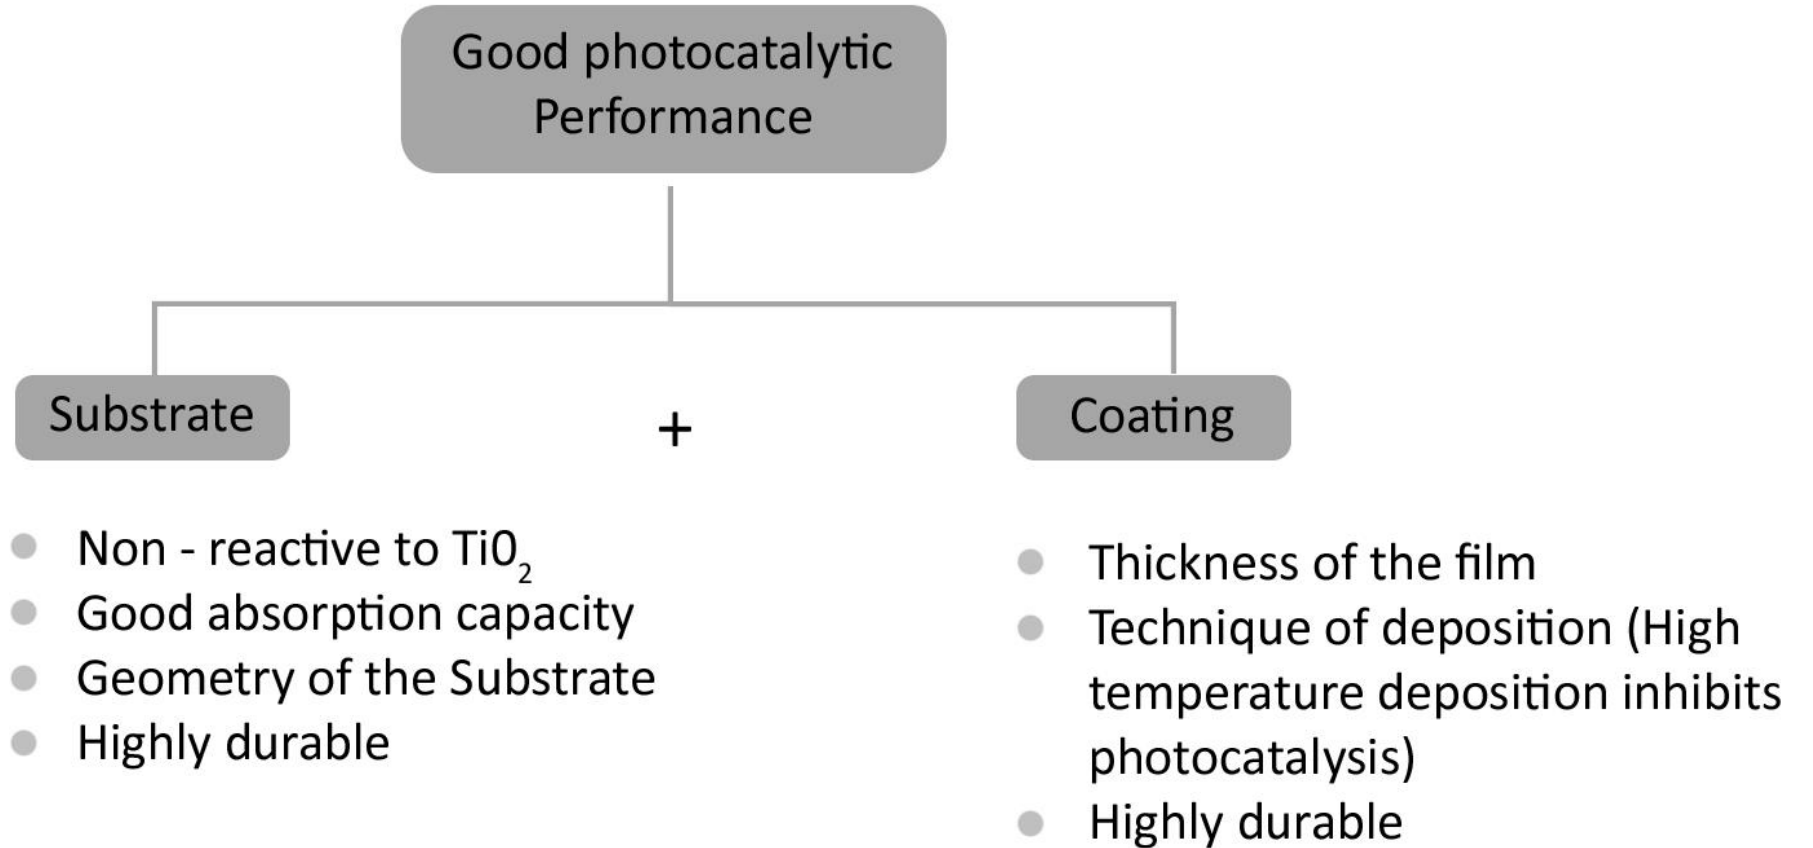 Good photocatalytic
Performance
Substrate
+
Coating
Non - reactive to Ti0₂
Good absorption capacity
Geometry of the Substrate
Highly durable
Thickness of the film
Technique of deposition (High
temperature deposition inhibits
photocatalysis)
Highly durable